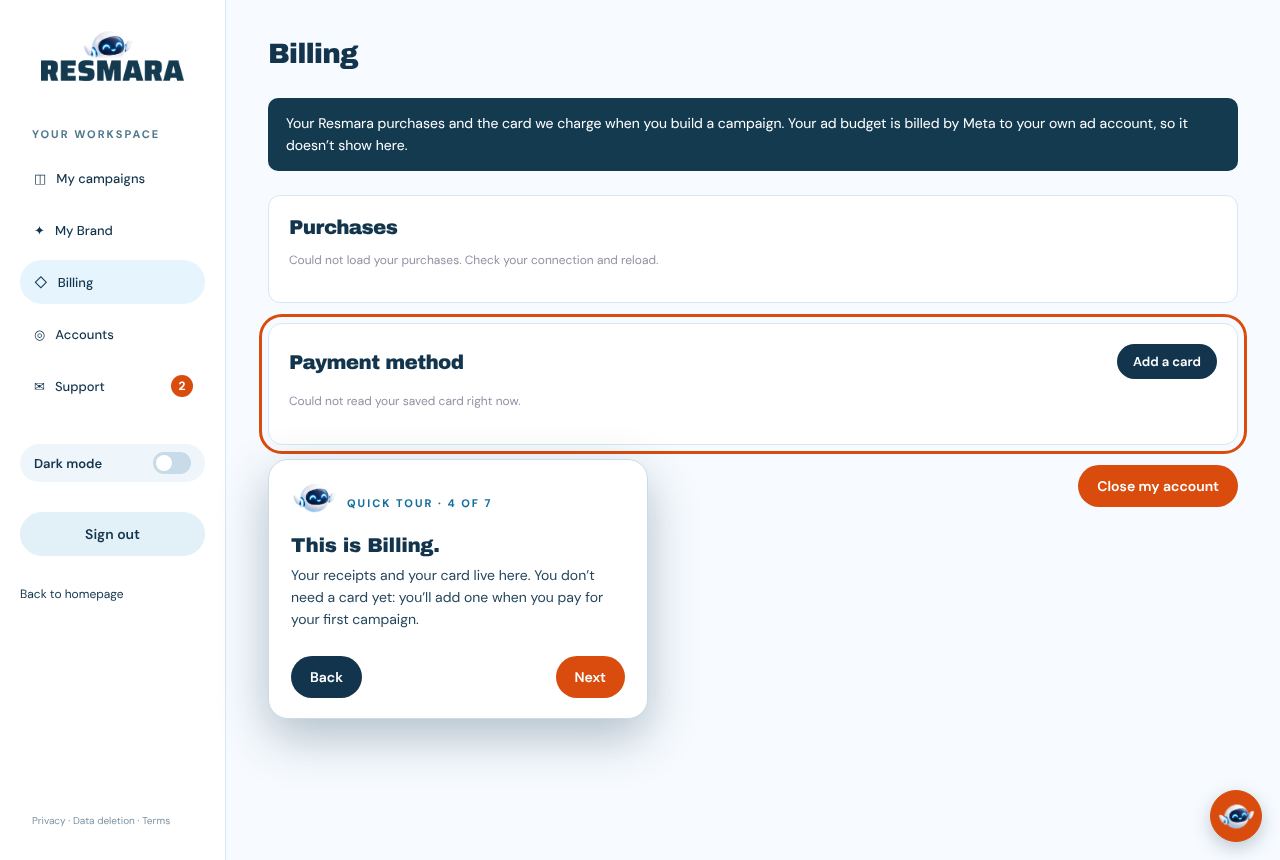 RESMARA
YOUR WORKSPACE
My campaigns
My Brand
Billing
Accounts
Support
2
Dark mode
Sign out
Back to homepage
Privacy · Data deletion · Terms
Billing
Your Resmara purchases and the card we charge when you build a campaign. Your ad budget is billed by Meta to your own ad account, so it
doesn’t show here.
Purchases
Could not load your purchases. Check your connection and reload.
Payment method
Add a card
Could not read your saved card right now.
Close my account
QUICK TOUR · 4 OF 7
This is Billing.
Your receipts and your card live here. You don’t
need a card yet: you’ll add one when you pay for
your first campaign.
Back
Next